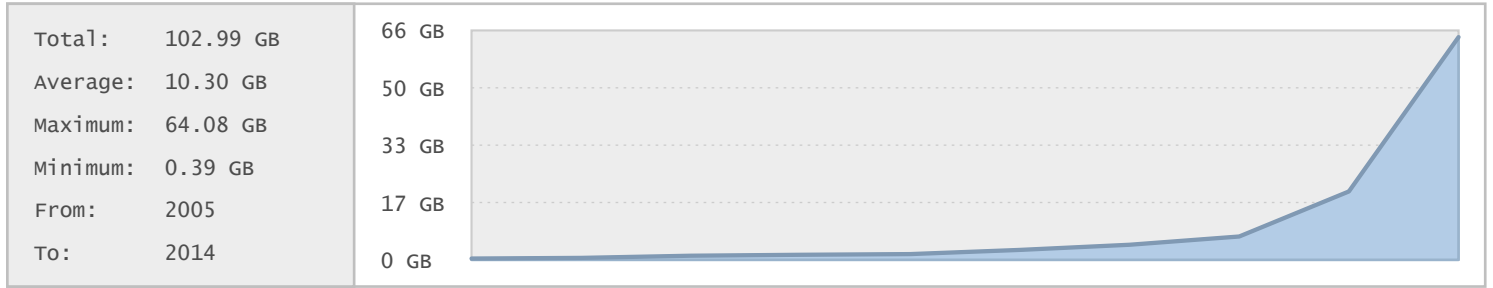 Total: 102.99 GB
Average: 10.30 GB
Maximum: 64.08 GB
Minimum: 0.39 GB
From: 2005
To: 2014
66 GB
50 GB
33 GB
17 GB
0 GB